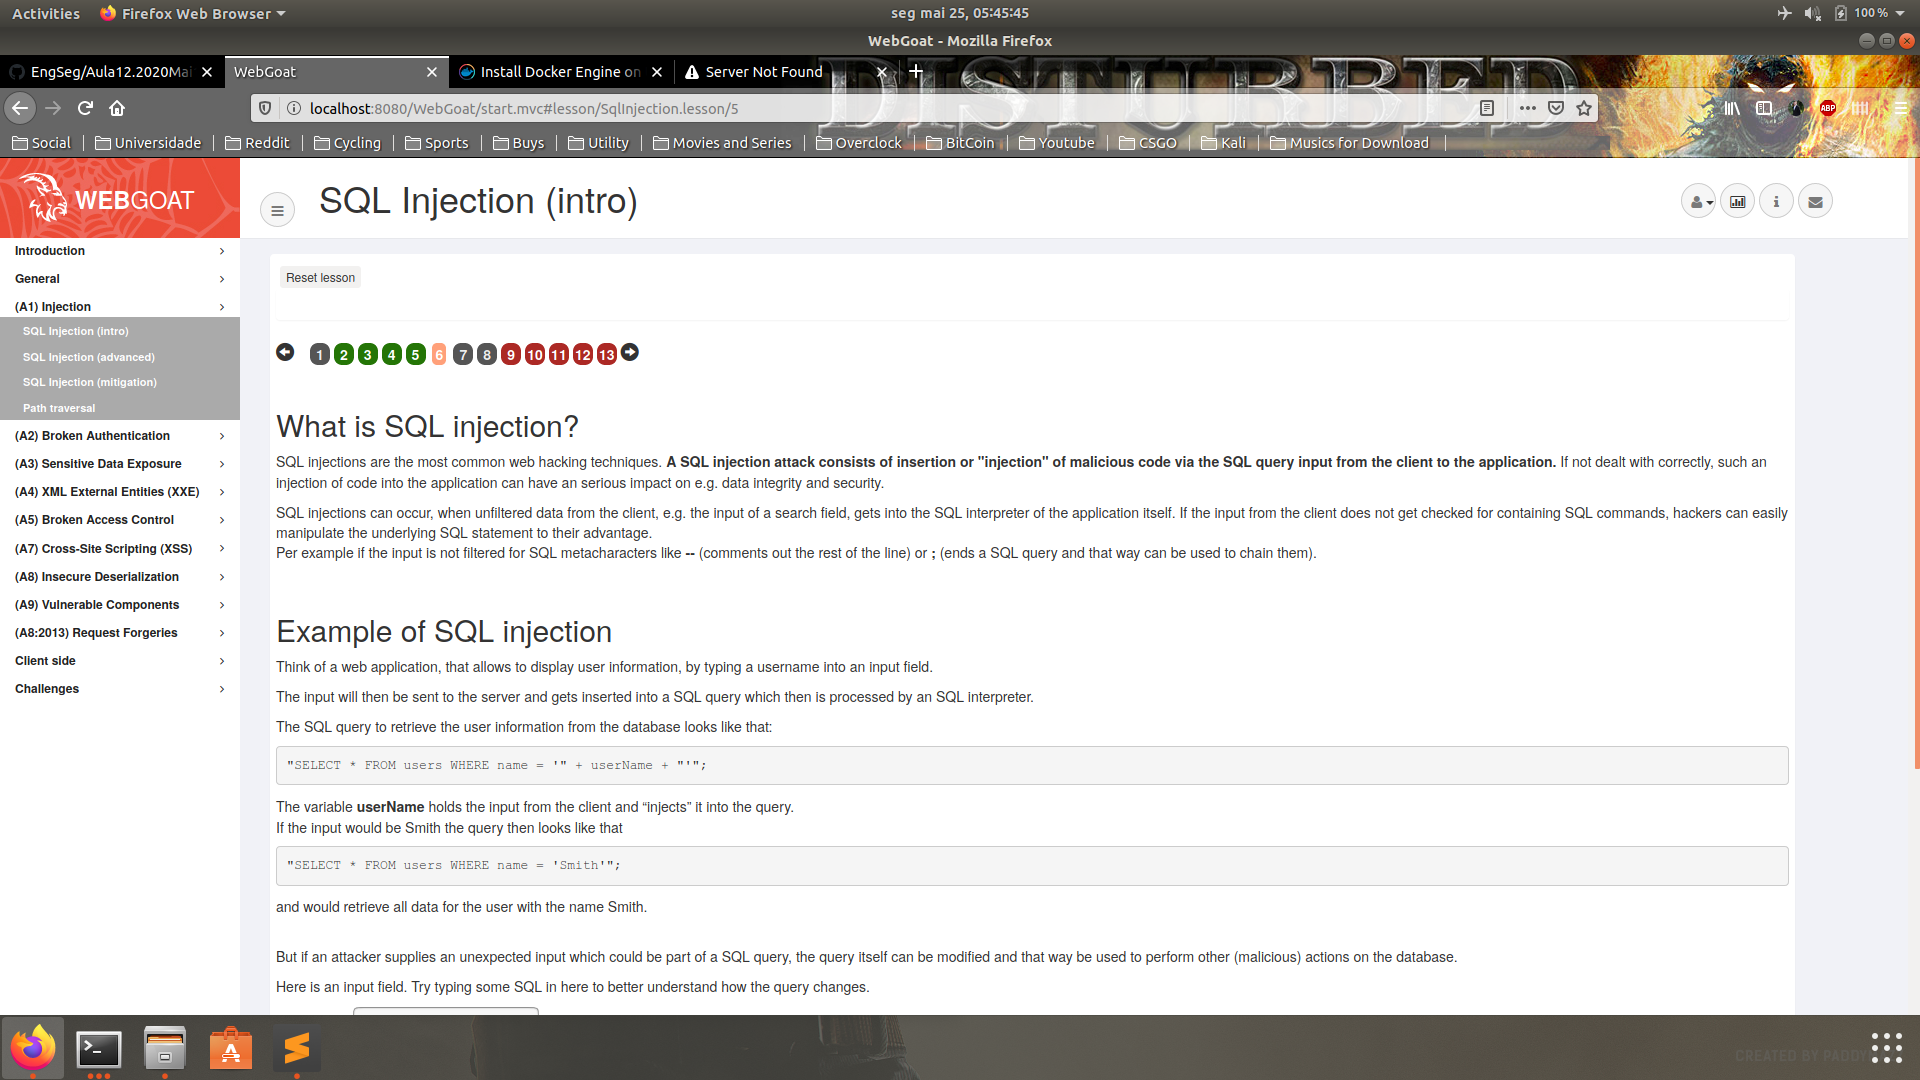 Activities Firefox Web Browser seg mai 25, 05:45:45 100 %
WebGoat - Mozilla Firefox
EngSeg/Aula12.2020Mai WebGoat Install Docker Engine on Server Not Found
DISTURBED
localhost:8080/WebGoat/start.mvc#lesson/SqlInjection.lesson/5 ABP
Social Universidade Reddit Cycling Sports Buys Utility Movies and Series Overclock BitCoin Youtube CSGO Kali Musics for Download
WEBGOAT
SQL Injection (intro)
Introduction
General
(A1) Injection
SQL Injection (intro)
SQL Injection (advanced)
SQL Injection (mitigation)
Path traversal
(A2) Broken Authentication
(A3) Sensitive Data Exposure
(A4) XML External Entities (XXE)
(A5) Broken Access Control
(A7) Cross-Site Scripting (XSS)
(A8) Insecure Deserialization
(A9) Vulnerable Components
(A8:2013) Request Forgeries
Client side
Challenges
Reset lesson
1 2 3 4 5 6 7 8 9 10 11 12 13
What is SQL injection?
SQL injections are the most common web hacking techniques. A SQL injection attack consists of insertion or "injection" of malicious code via the SQL query input from the client to the application. If not dealt with correctly, such an
injection of code into the application can have an serious impact on e.g. data integrity and security.
SQL injections can occur, when unfiltered data from the client, e.g. the input of a search field, gets into the SQL interpreter of the application itself. If the input from the client does not get checked for containing SQL commands, hackers can easily
manipulate the underlying SQL statement to their advantage.
Per example if the input is not filtered for SQL metacharacters like -- (comments out the rest of the line) or ; (ends a SQL query and that way can be used to chain them).
Example of SQL injection
Think of a web application, that allows to display user information, by typing a username into an input field.
The input will then be sent to the server and gets inserted into a SQL query which then is processed by an SQL interpreter.
The SQL query to retrieve the user information from the database looks like that:
"SELECT * FROM users WHERE name = '" + userName + "'";
The variable userName holds the input from the client and “injects” it into the query.
If the input would be Smith the query then looks like that
"SELECT * FROM users WHERE name = 'Smith'";
and would retrieve all data for the user with the name Smith.
But if an attacker supplies an unexpected input which could be part of a SQL query, the query itself can be modified and that way be used to perform other (malicious) actions on the database.
Here is an input field. Try typing some SQL in here to better understand how the query changes.
CREATED BY PADDY